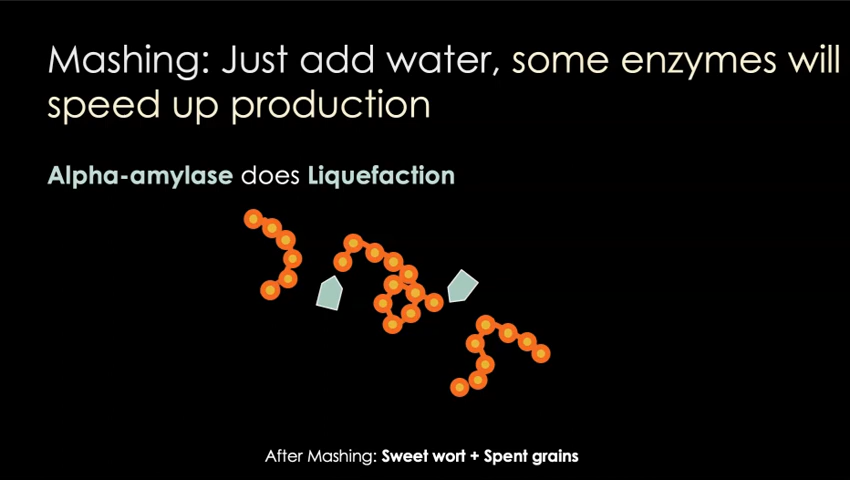 Mashing: Just add water, some enzymes will
speed up production
Alpha-amylase does Liquefaction
After Mashing: Sweet wort + Spent grains